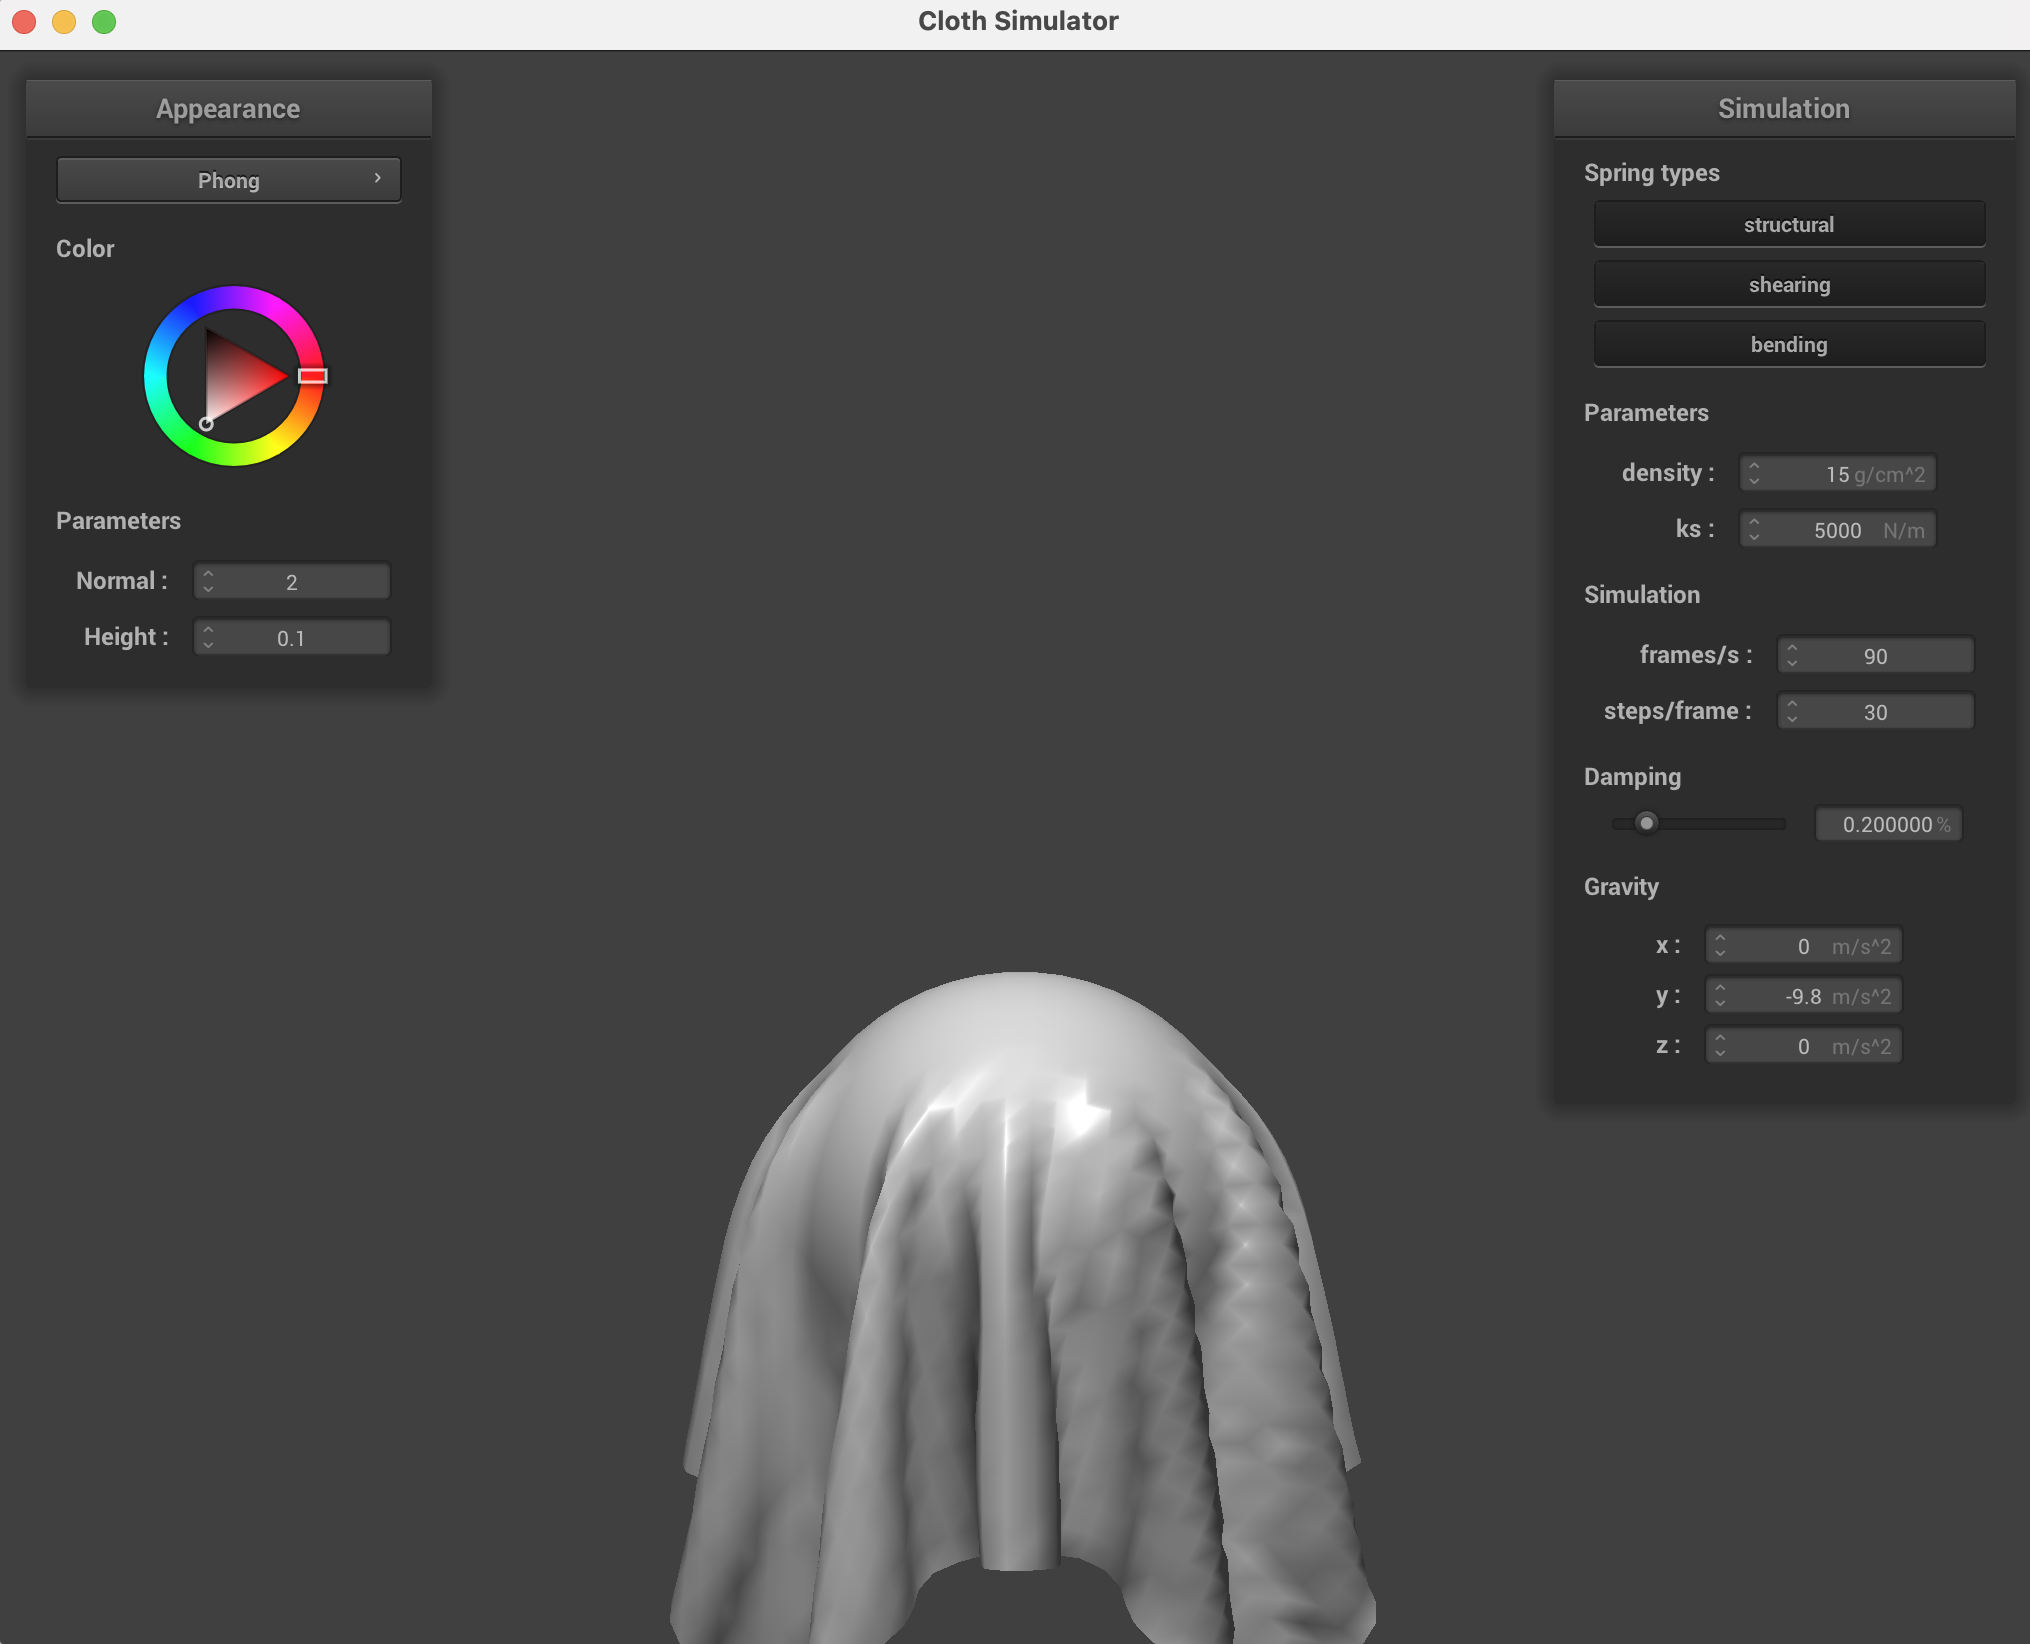 Cloth Simulator
Appearance
Phong
Color
Parameters
Normal : 2
Height : 0.1
Simulation
Spring types
structural
shearing
bending
Parameters
density : 15 g/cm^2
ks : 5000 N/m
Simulation
frames/s : 90
steps/frame : 30
Damping
0.200000 %
Gravity
x : 0 m/s^2
y : -9.8 m/s^2
z : 0 m/s^2